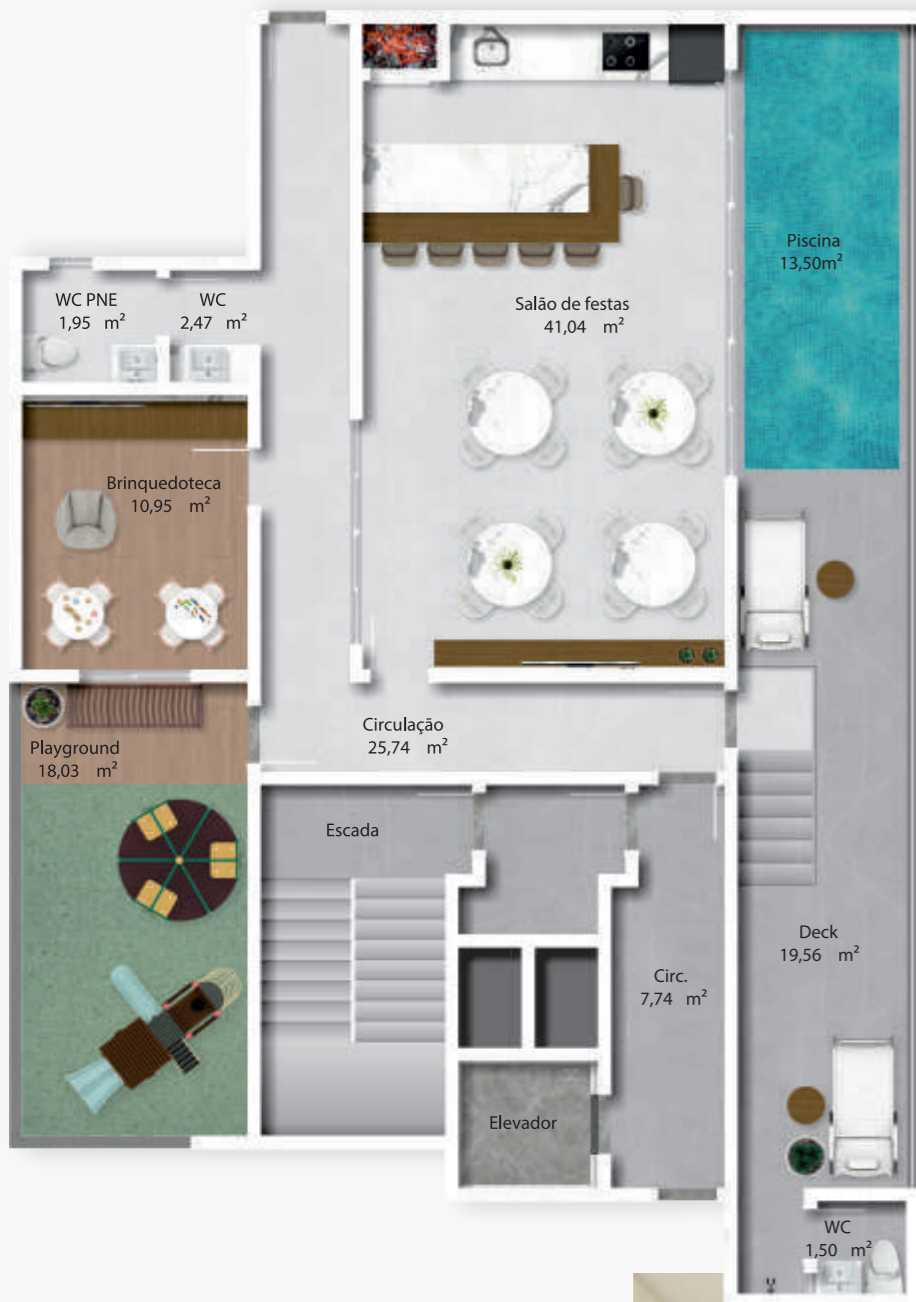 Piscina
13,50m²
WC PNE
1,95 m²
WC
2,47 m²
Salão de festas
41,04 m²
Brinquedoteca
10,95 m²
Circulação
25,74 m²
Playground
18,03 m²
Escada
Deck
19,56 m²
Circ.
7,74 m²
Elevador
WC
1,50 m²